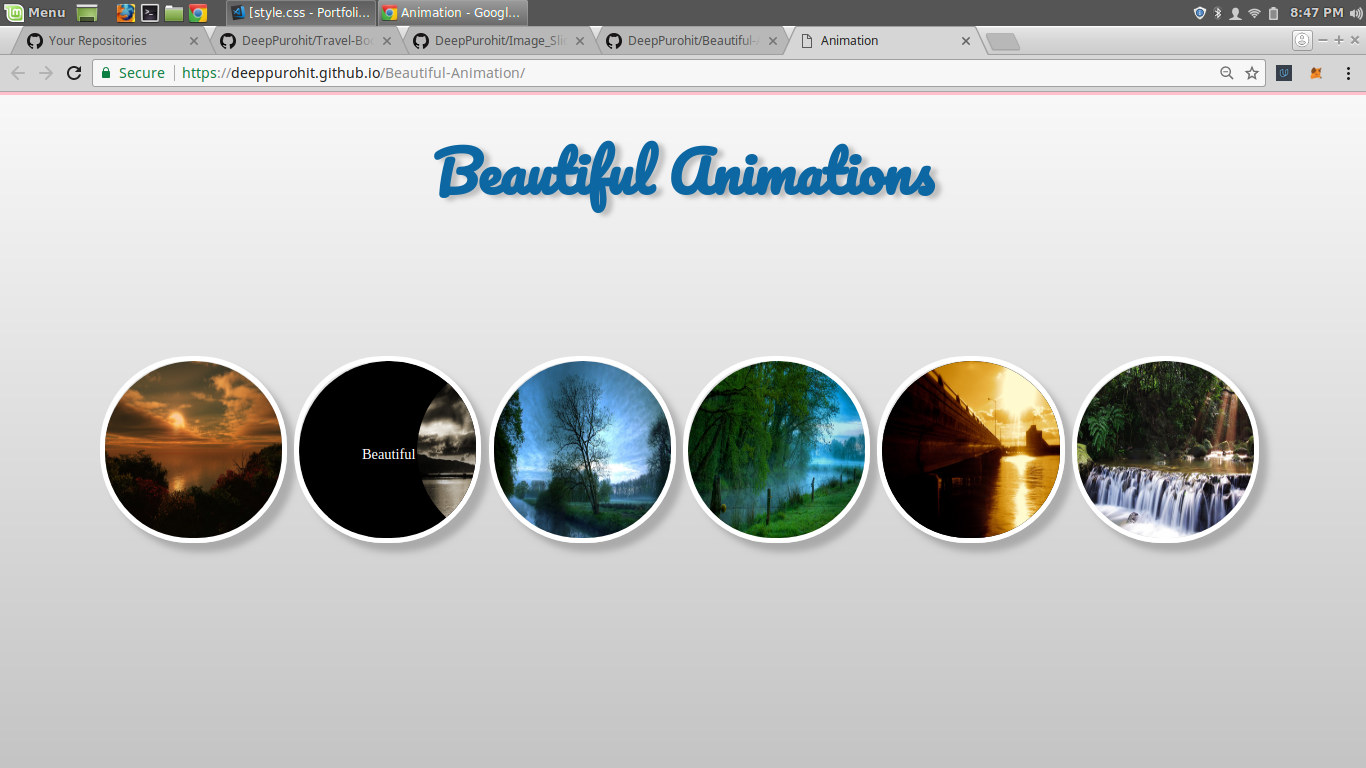 Menu
[style.css - Portfoli...
Animation - Googl...
8:47 PM
Your Repositories
DeepPurohit/Travel-Boo
DeepPurohit/Image_Slid
DeepPurohit/Beautiful-A
Animation
Secure
https://deeppurohit.github.io/Beautiful-Animation/
Beautiful Animations
Beautiful